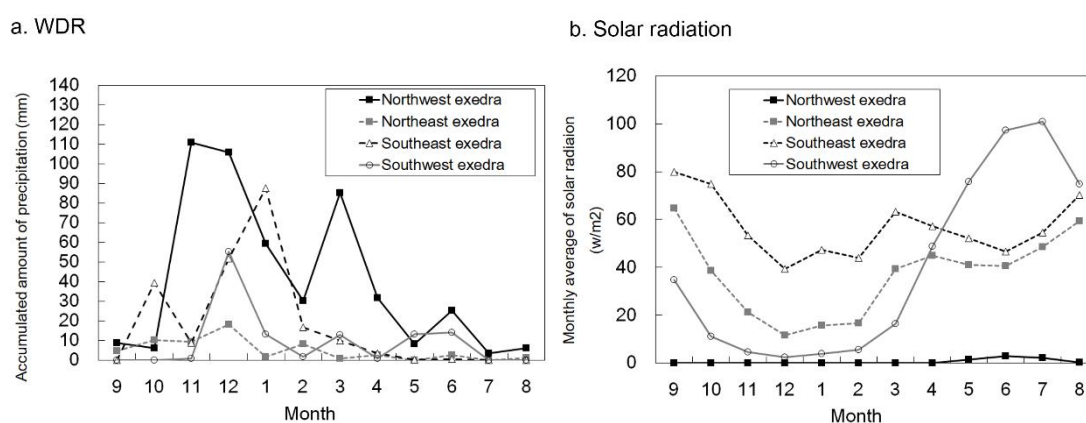 a. WDR
Accumulated amount of precipitation (mm)
140
130
120
110
100
90
80
70
60
50
40
30
20
10
0
Northwest exedra
Northeast exedra
Southeast exedra
Southwest exedra
9 10 11 12 1 2 3 4 5 6 7 8
Month
b. Solar radiation
Monthly average of solar radiaion
(w/m2)
120
100
80
60
40
20
0
Northwest exedra
Northeast exedra
Southeast exedra
Southwest exedra
9 10 11 12 1 2 3 4 5 6 7 8
Month